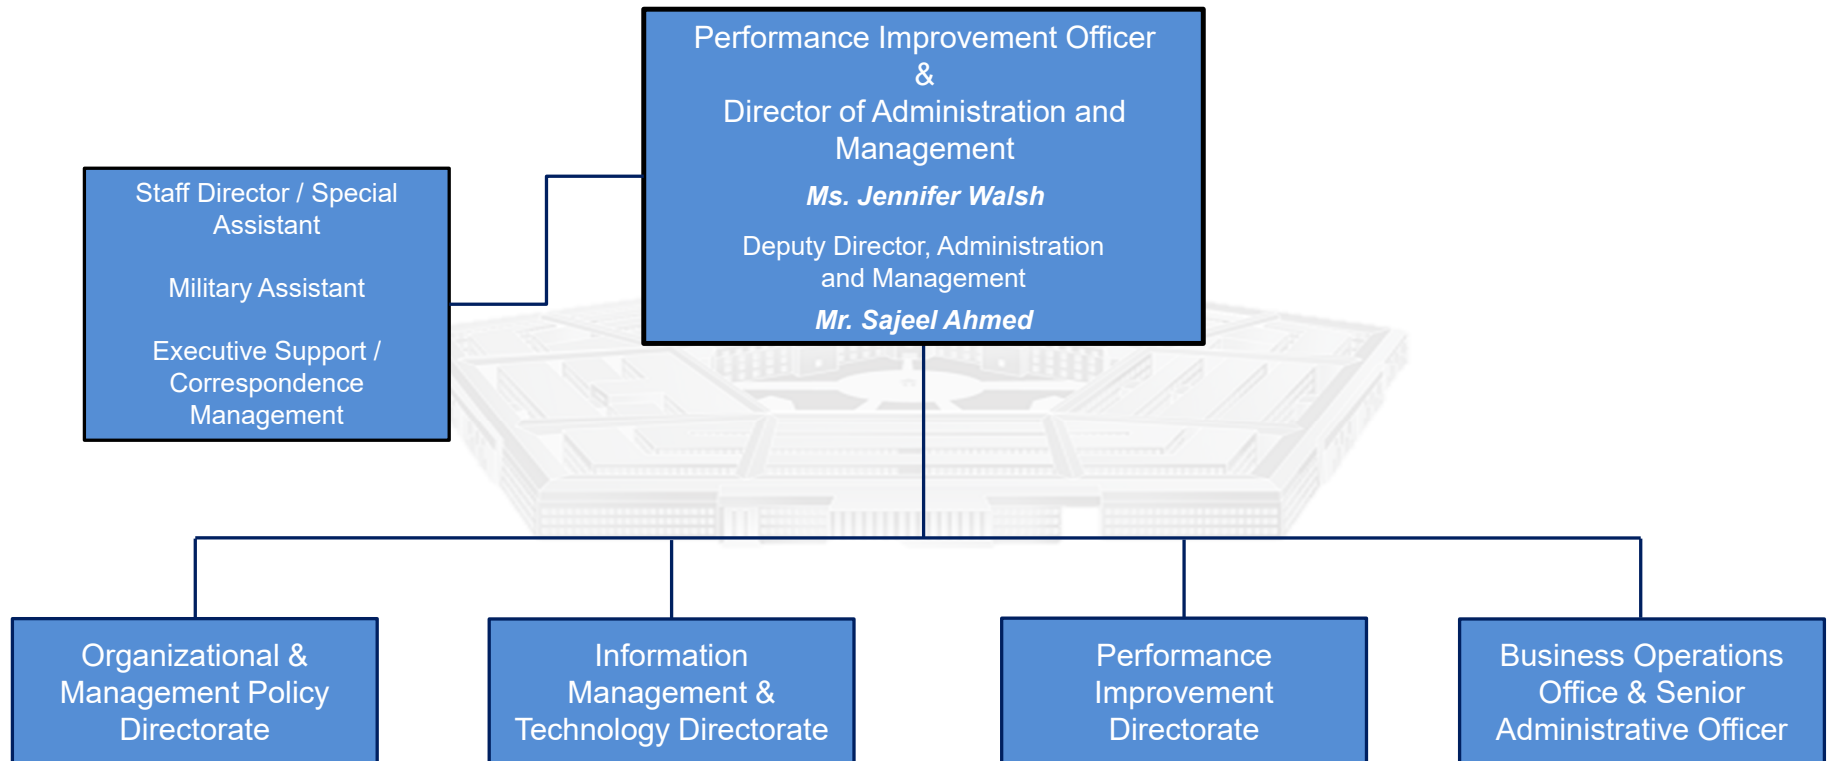 Performance Improvement Officer
&
Director of Administration and
Management
Ms. Jennifer Walsh
Deputy Director, Administration
and Management
Mr. Sajeel Ahmed
Staff Director / Special
Assistant
Military Assistant
Executive Support /
Correspondence
Management
Organizational &
Management Policy
Directorate
Information
Management &
Technology Directorate
Performance
Improvement
Directorate
Business Operations
Office & Senior
Administrative Officer